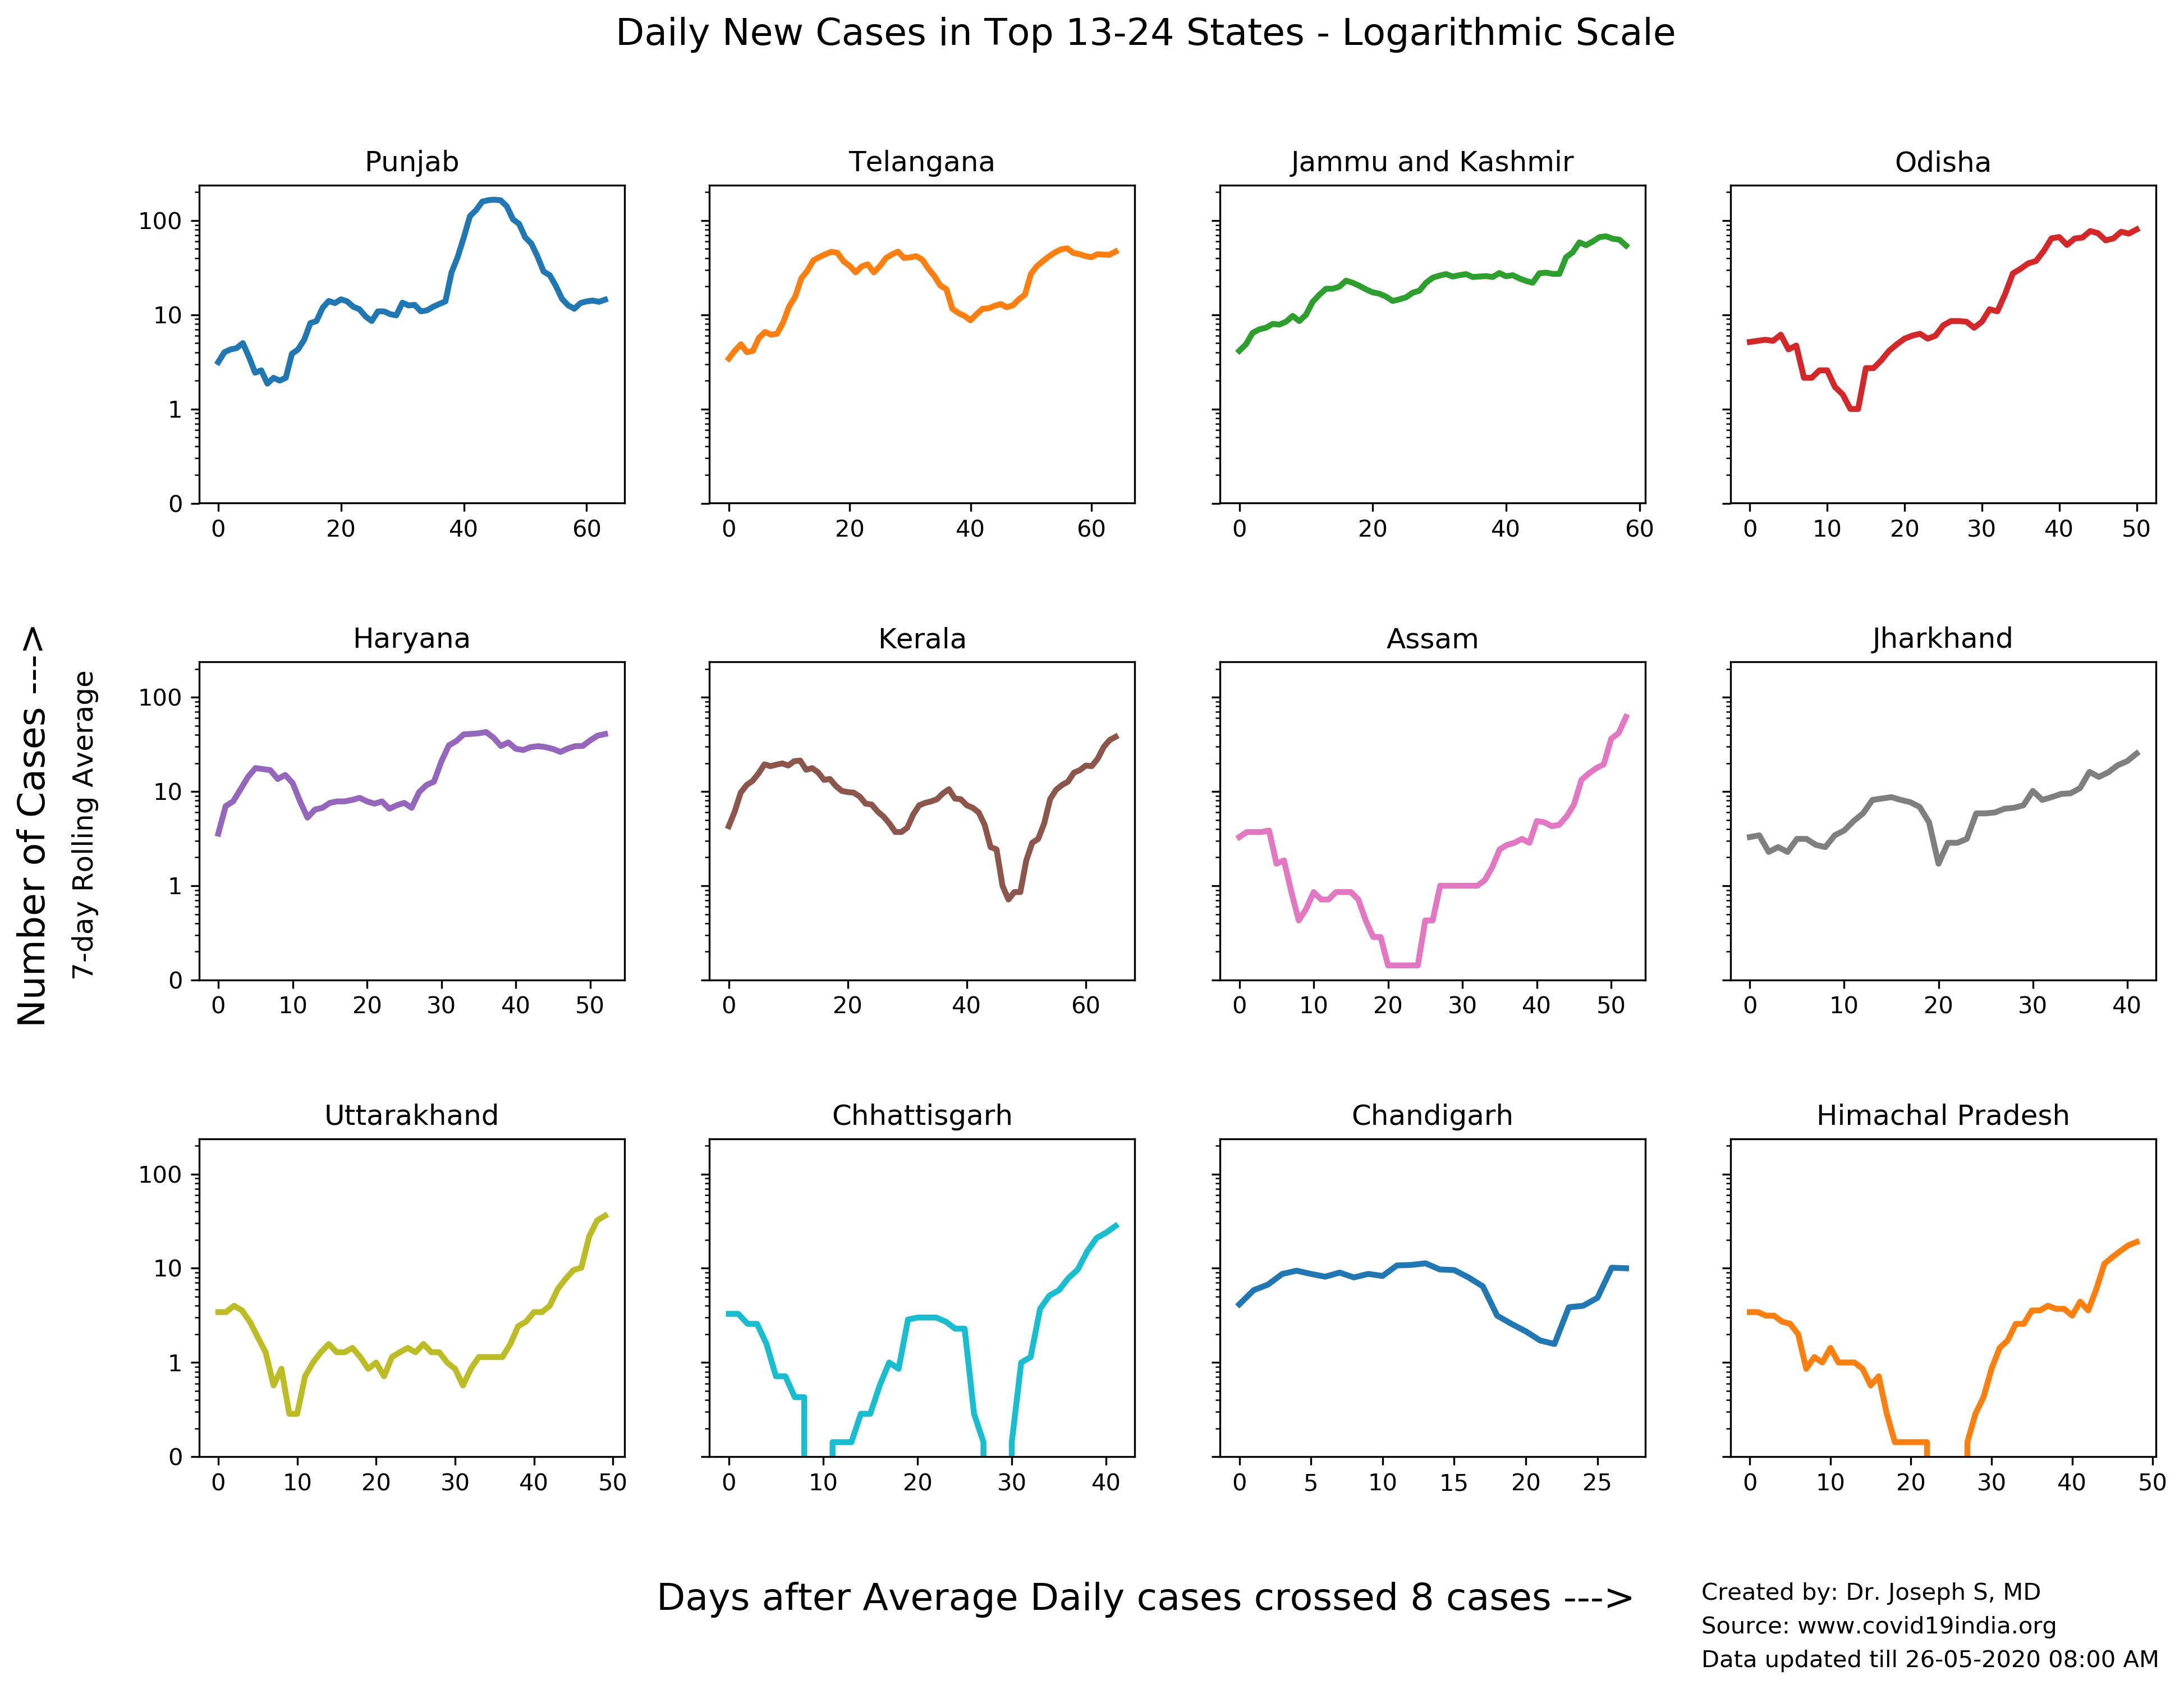 Daily New Cases in Top 13-24 States - Logarithmic Scale
Punjab
Telangana
Jammu and Kashmir
Odisha
100
10
1
0
0 20 40 60
0 20 40 60
0 20 40 60
0 10 20 30 40 50
Number of Cases --->
7-day Rolling Average
Haryana
Kerala
Assam
Jharkhand
100
10
1
0
0 10 20 30 40 50
0 20 40 60
0 10 20 30 40 50
0 10 20 30 40
Uttarakhand
Chhattisgarh
Chandigarh
Himachal Pradesh
100
10
1
0
0 10 20 30 40 50
0 10 20 30 40
0 5 10 15 20 25
0 10 20 30 40 50
Days after Average Daily cases crossed 8 cases --->
Created by: Dr. Joseph S, MD
Source: www.covid19india.org
Data updated till 26-05-2020 08:00 AM